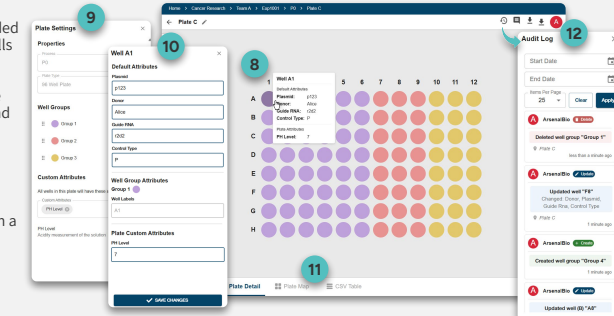 ded
lls
nd
n a
9
Plate Settings
×
Properties
P0
96 Well Plate
Well Groups
Group 1
Group 2
Group 3
Custom Attributes
All wells in this plate will have these
Custom Attributes
PH Level
PH Level
Acidity measurement of the solution
10
Well A1
×
Default Attributes
Plasmid
p123
Donor
Alice
Guide RNA
r2d2
Control Type
P
Well Group Attributes
Group 1
Well Labels
A1
Plate Custom Attributes
PH Level
7
SAVE CHANGES
Home > Cancer Research > Team A > Exp1001 > P0 > Plate C
← Plate C
A
8
1 5 6 7 8 9 10 11 12
A
B
C
D
E
F
G
H
Well A1
Default Attributes
Plasmid: p123
Donor: Alice
Guide RNA: r2d2
Control Type: P
Plate Attributes
PH Level: 7
11
Plate Detail
Plate Map
CSV Table
12
Audit Log
Start Date
End Date
Items Per Page
25
Clear
Apply
A ArsenalBio Delete
Deleted well group "Group 1"
Plate C
less than a minute ago
A ArsenalBio Update
Updated well "F8"
Changed: Donor, Plasmid,
Guide Rna, Control Type
Plate C
1 minute ago
A ArsenalBio Create
Created well group "Group 4"
1 minute ago
A ArsenalBio Update
Updated well (B) "A8"